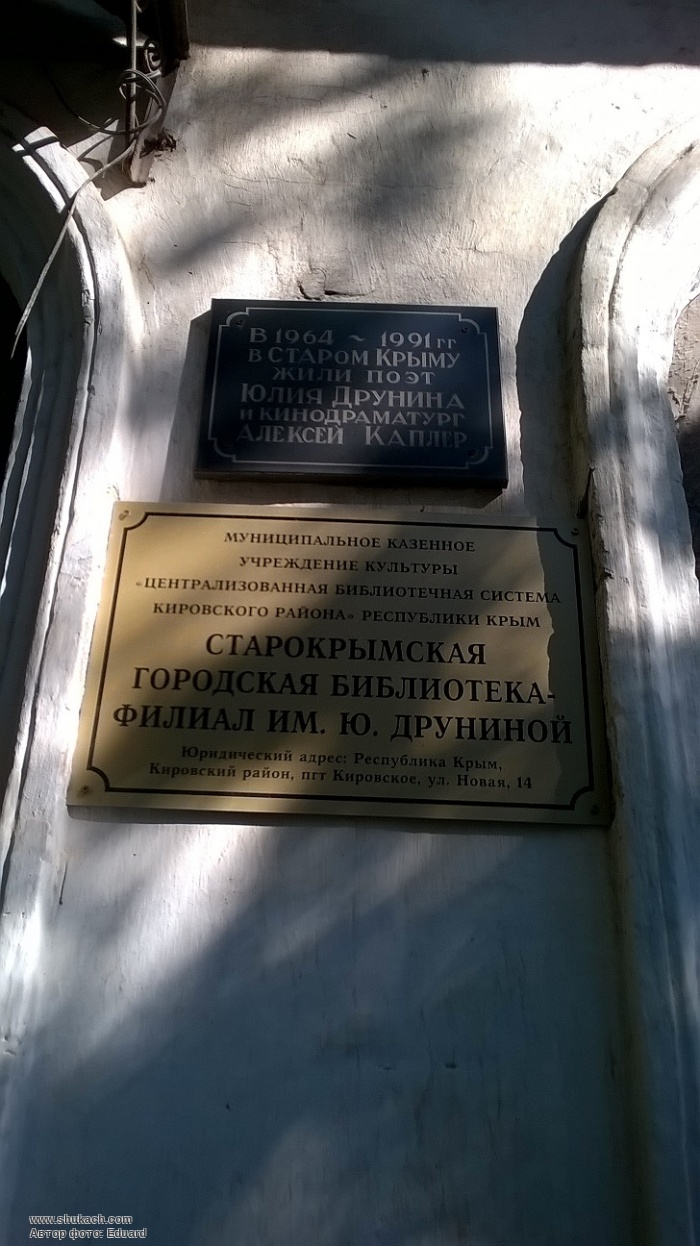 В 1964 ~ 1991 гг
в Старом Крыму
жили поэт
Юлия Друнина
и кинодраматург
Алексей Каплер
МУНИЦИПАЛЬНОЕ КАЗЕННОЕ
УЧРЕЖДЕНИЕ КУЛЬТУРЫ
«ЦЕНТРАЛИЗОВАННАЯ БИБЛИОТЕЧНАЯ СИСТЕМА
КИРОВСКОГО РАЙОНА» РЕСПУБЛИКИ КРЫМ
СТАРОКРЫМСКАЯ
ГОРОДСКАЯ БИБЛИОТЕКА-
ФИЛИАЛ ИМ. Ю. ДРУНИНОЙ
Юридический адрес: Республика Крым,
Кировский район, пгт Кировское, ул. Новая, 14
www.shukach.com
Автор фото: Eduard